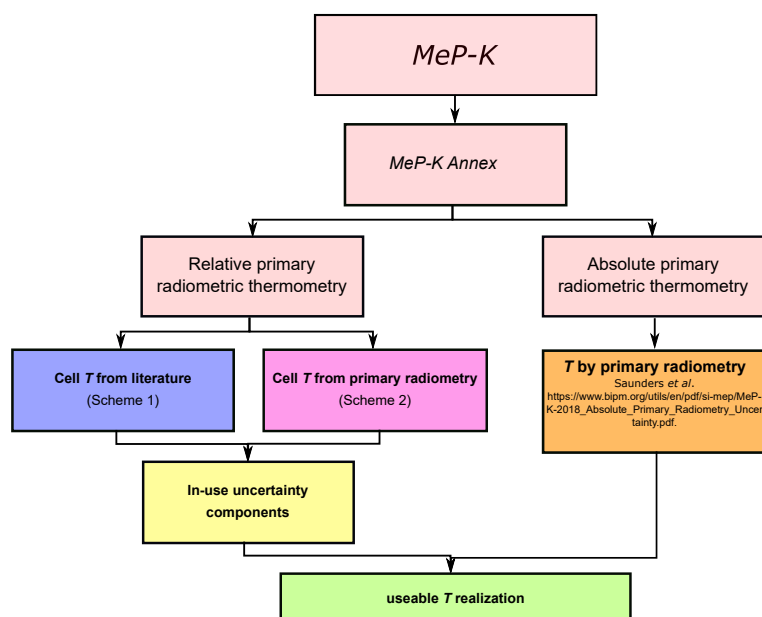 MeP-K
MeP-K Annex
Relative primary
radiometric thermometry
Absolute primary
radiometric thermometry
Cell T from literature
(Scheme 1)
Cell T from primary radiometry
(Scheme 2)
T by primary radiometry
Saunders et al.
https://www.bipm.org/utils/en/pdf/si-mep/MeP-
K-2018_Absolute_Primary_Radiometry_Uncer
tainty.pdf.
In-use uncertainty
components
useable T realization